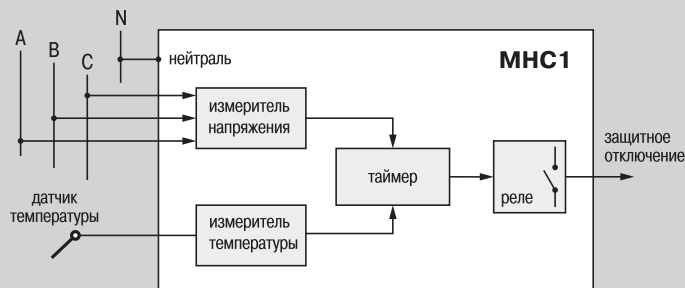 N
A
B
C
нейтраль
МНС1
измеритель
напряжения
таймер
реле
защитное
отключение
датчик
температуры
измеритель
температуры